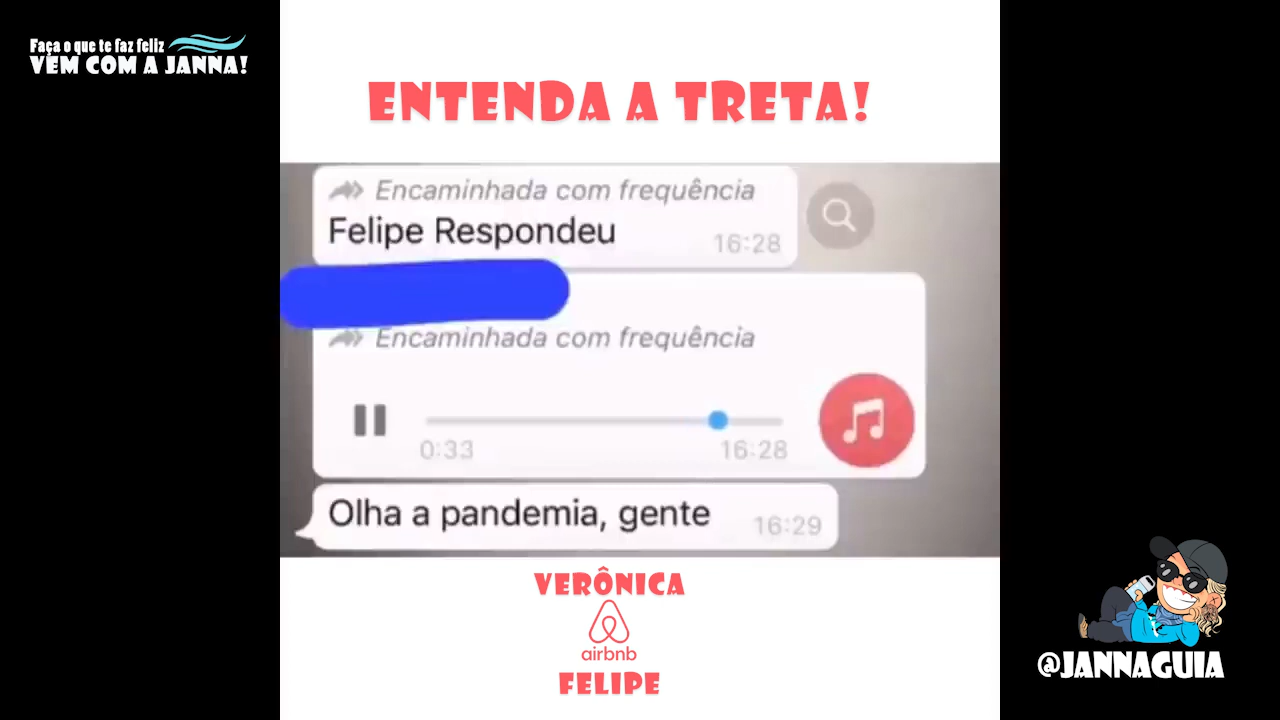 Faça o que te faz feliz
VEM COM A JANNA!
ENTENDA A TRETA!
Encaminhada com frequência
Felipe Respondeu
16:28
Encaminhada com frequência
0:33
16:28
Olha a pandemia, gente
16:29
VERÔNICA
airbnb
FELIPE
@JANNAGUIA